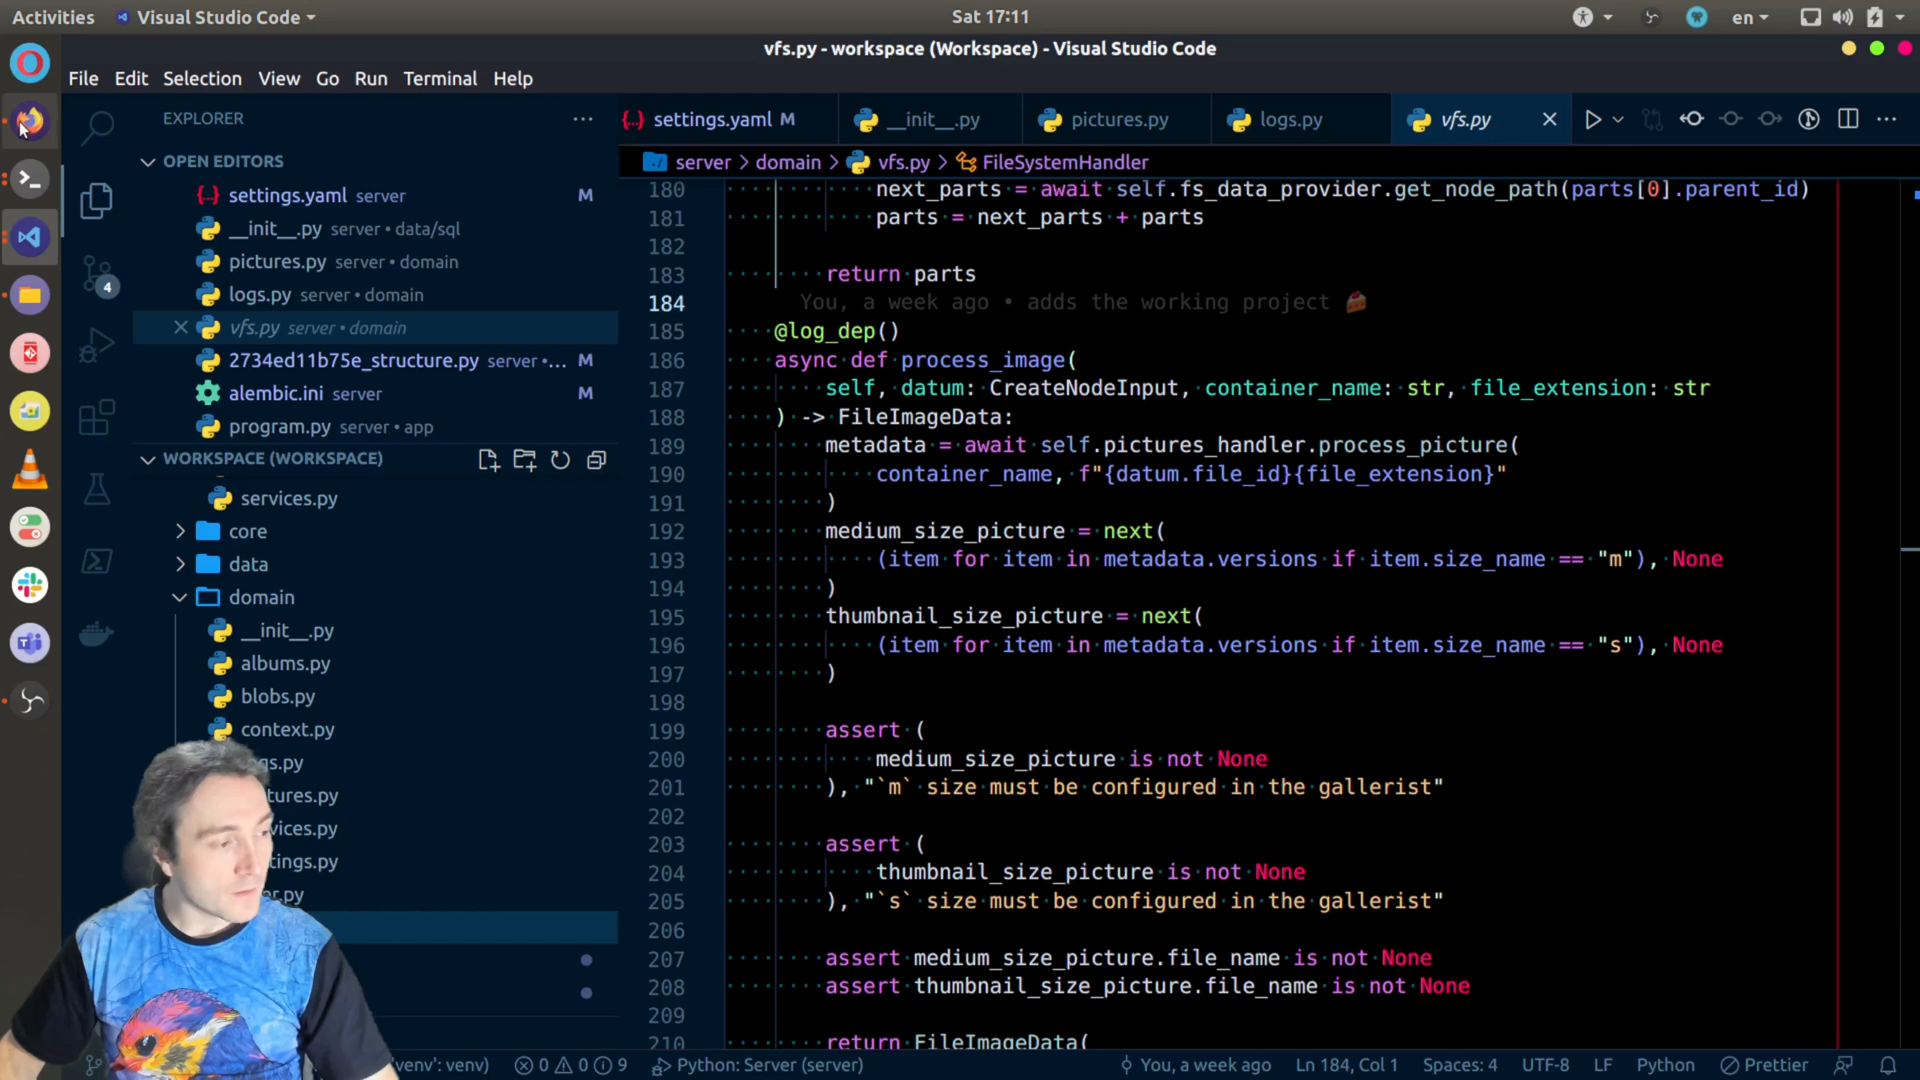 Activities
Visual Studio Code
Sat 17:11
en
vfs.py - workspace (Workspace) - Visual Studio Code
File Edit Selection View Go Run Terminal Help
EXPLORER
settings.yaml M
__init__.py
pictures.py
logs.py
vfs.py
OPEN EDITORS
server > domain > vfs.py > FileSystemHandler
settings.yaml server M
__init__.py server • data/sql
pictures.py server • domain
logs.py server • domain
vfs.py server • domain
2734ed11b75e_structure.py server •... M
alembic.ini server M
program.py server • app
WORKSPACE (WORKSPACE)
services.py
core
data
domain
__init__.py
albums.py
blobs.py
context.py
gs.py
tures.py
vices.py
tings.py
er.py
4
180 next_parts = await self.fs_data_provider.get_node_path(parts[0].parent_id)
181 parts = next_parts + parts
182
183 return parts
184 You, a week ago • adds the working project 🍰
185 @log_dep()
186 async def process_image(
187 self, datum: CreateNodeInput, container_name: str, file_extension: str
188 ) -> FileImageData:
189 metadata = await self.pictures_handler.process_picture(
190 container_name, f"{datum.file_id}{file_extension}"
191 )
192 medium_size_picture = next(
193 (item for item in metadata.versions if item.size_name == "m"), None
194 )
195 thumbnail_size_picture = next(
196 (item for item in metadata.versions if item.size_name == "s"), None
197 )
198
199 assert (
200 medium_size_picture is not None
201 ), "`m` size must be configured in the gallerist"
202
203 assert (
204 thumbnail_size_picture is not None
205 ), "`s` size must be configured in the gallerist"
206
207 assert medium_size_picture.file_name is not None
208 assert thumbnail_size_picture.file_name is not None
209
210 return FileImageData(
'venv': venv) 0 0 9 Python: Server (server) You, a week ago Ln 184, Col 1 Spaces: 4 UTF-8 LF Python Prettier